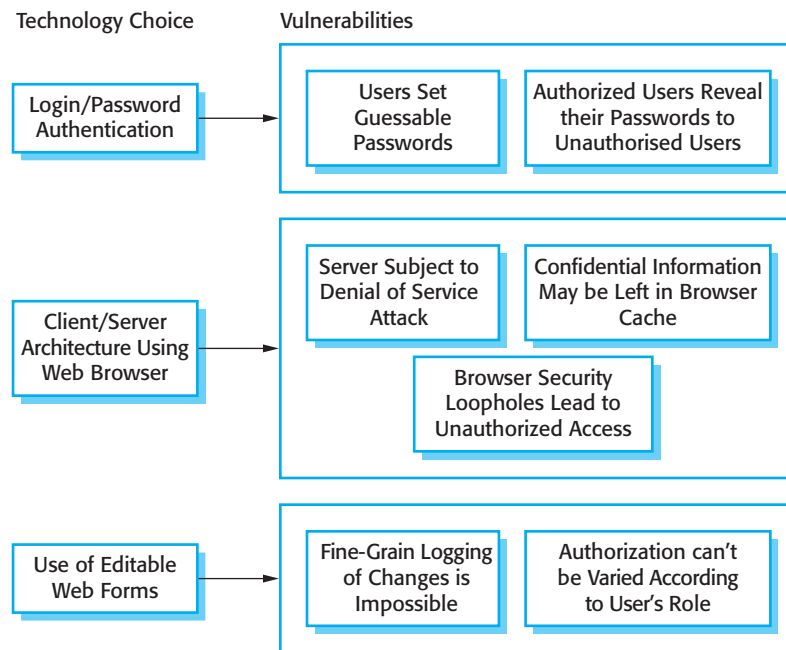 Technology Choice
Vulnerabilities
Login/Password
Authentication
Users Set
Guessable
Passwords
Authorized Users Reveal
their Passwords to
Unauthorised Users
Client/Server
Architecture Using
Web Browser
Server Subject to
Denial of Service
Attack
Confidential Information
May be Left in Browser
Cache
Browser Security
Loopholes Lead to
Unauthorized Access
Use of Editable
Web Forms
Fine-Grain Logging
of Changes is
Impossible
Authorization can't
be Varied According
to User's Role